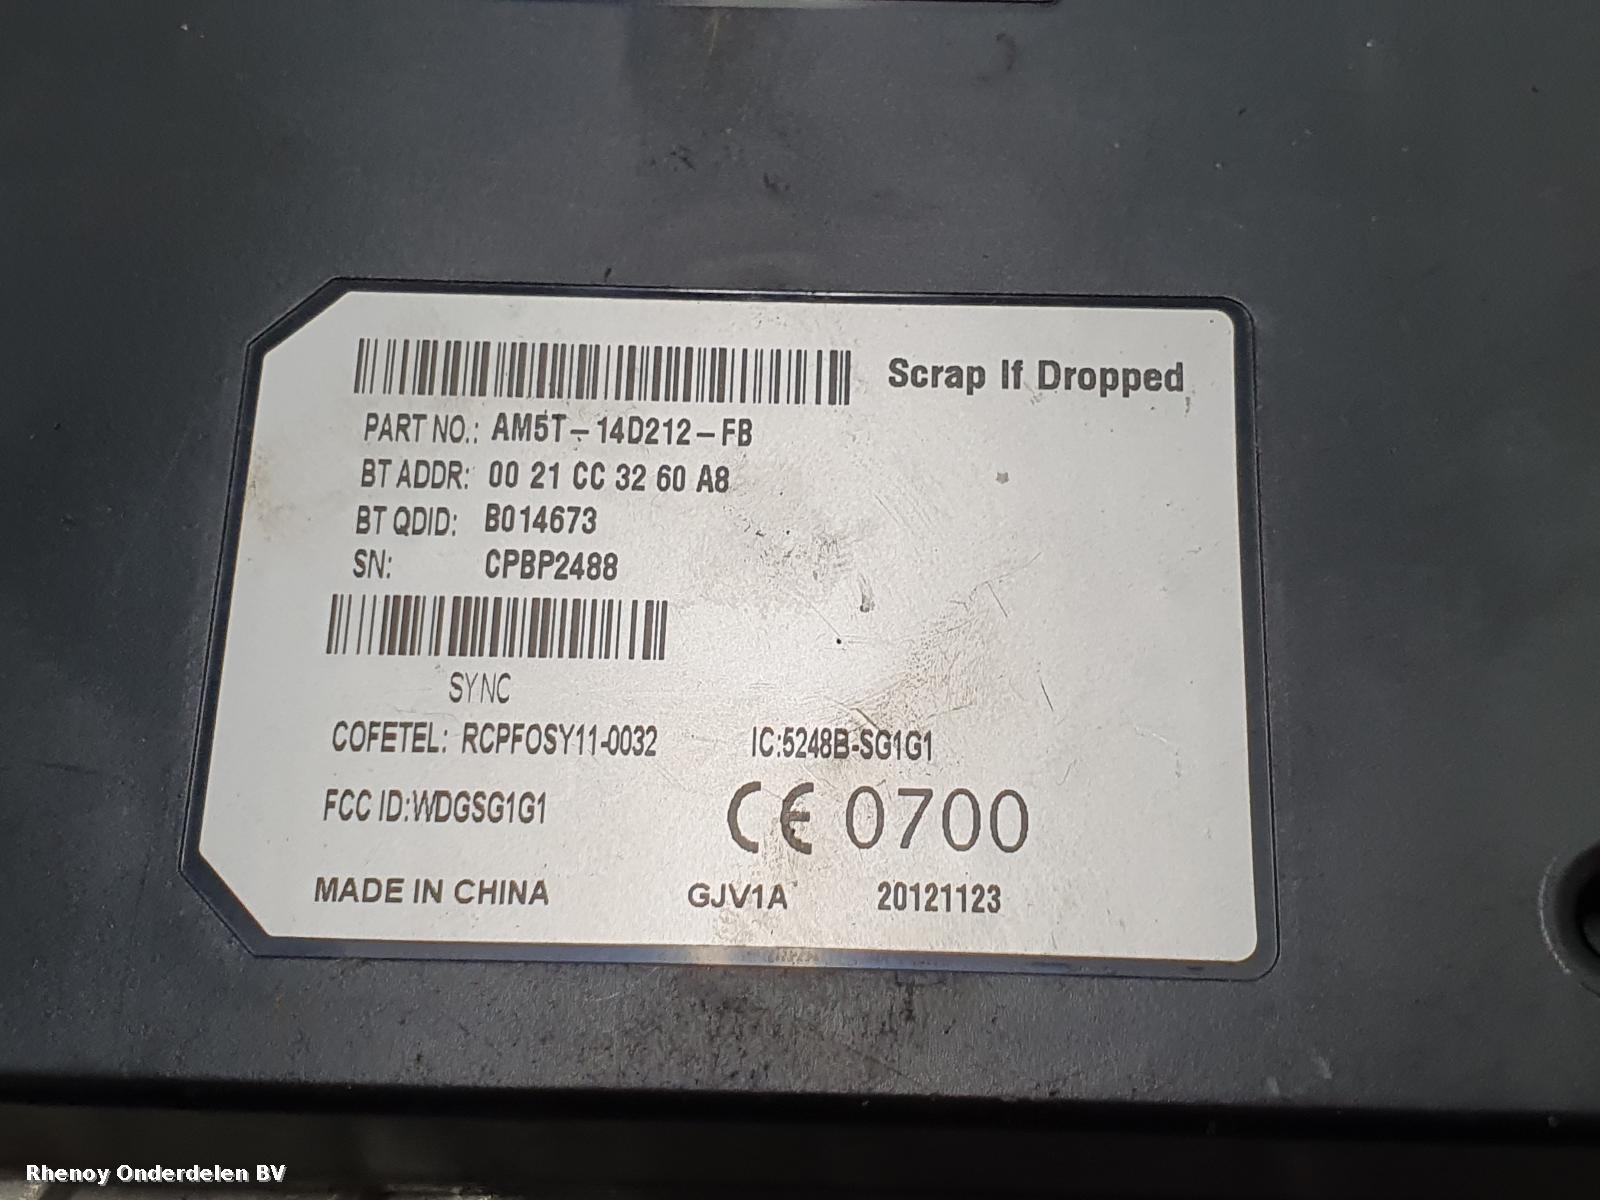 Scrap If Dropped
PART NO.: AM5T-14D212-FB
BT ADDR: 00 21 CC 32 60 A8
BT QDID: B014673
SN: CPBP2488
SYNC
COFETEL: RCPFOSY11-0032 IC:5248B-SG1G1
FCC ID:WDGSG1G1 CE 0700
MADE IN CHINA GJV1A 20121123
Rhenoy Onderdelen BV